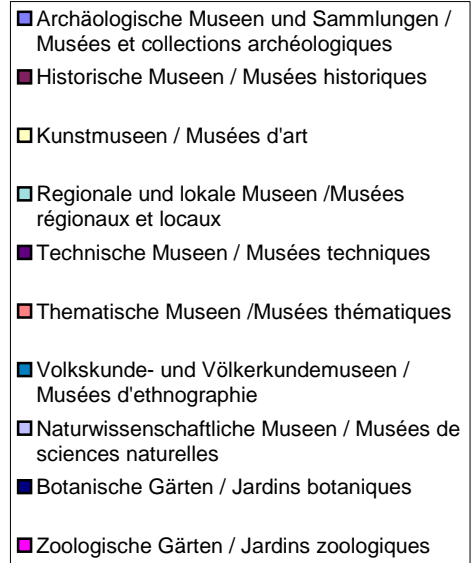 Archäologische Museen und Sammlungen /
Musées et collections archéologiques
Historische Museen / Musées historiques
Kunstmuseen / Musées d'art
Regionale und lokale Museen /Musées
régionaux et locaux
Technische Museen / Musées techniques
Thematische Museen /Musées thématiques
Volkskunde- und Völkerkundemuseen /
Musées d'ethnographie
Naturwissenschaftliche Museen / Musées de
sciences naturelles
Botanische Gärten / Jardins botaniques
Zoologische Gärten / Jardins zoologiques